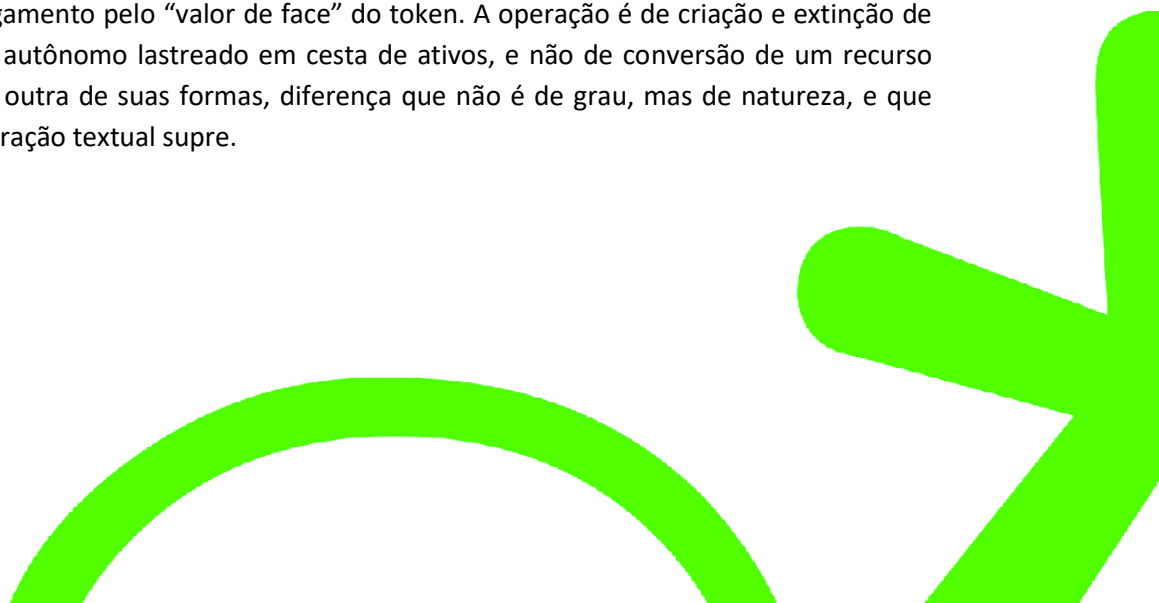 gamento pelo “valor de face” do token. A operação é de criação e extinção de
autônomo lastreado em cesta de ativos, e não de conversão de um recurso
outra de suas formas, diferença que não é de grau, mas de natureza, e que
ração textual supre.